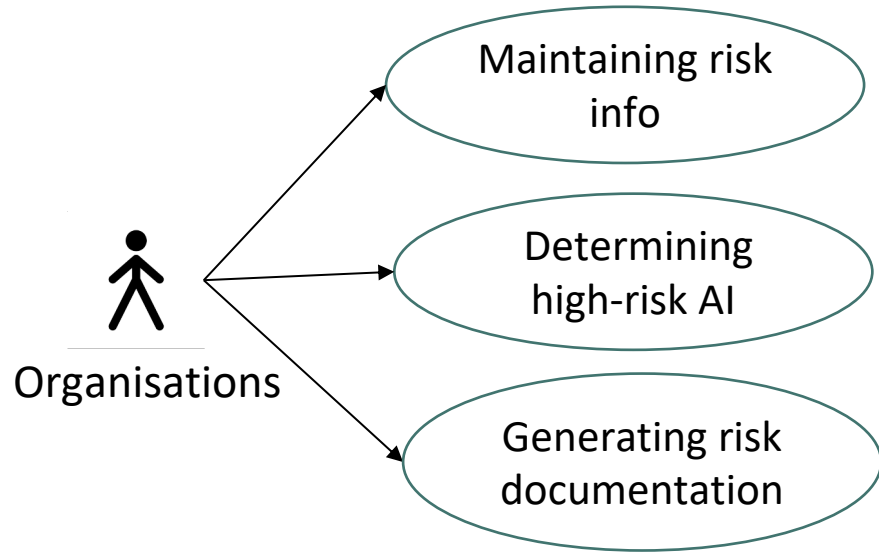 Maintaining risk
info
Determining
high-risk AI
Organisations
Generating risk
documentation